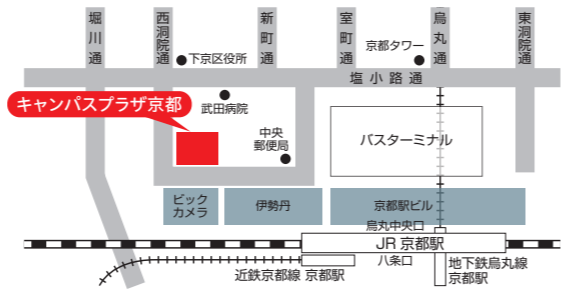 堀川通
西洞院通
新町通
室町通
烏丸通
東洞院通
下京区役所
京都タワー
塩小路通
キャンパスプラザ京都
武田病院
中央
郵便局
バスターミナル
ビック
カメラ
伊勢丹
京都駅ビル
烏丸中央口
JR 京都駅
八条口
近鉄京都線 京都駅
地下鉄烏丸線
京都駅